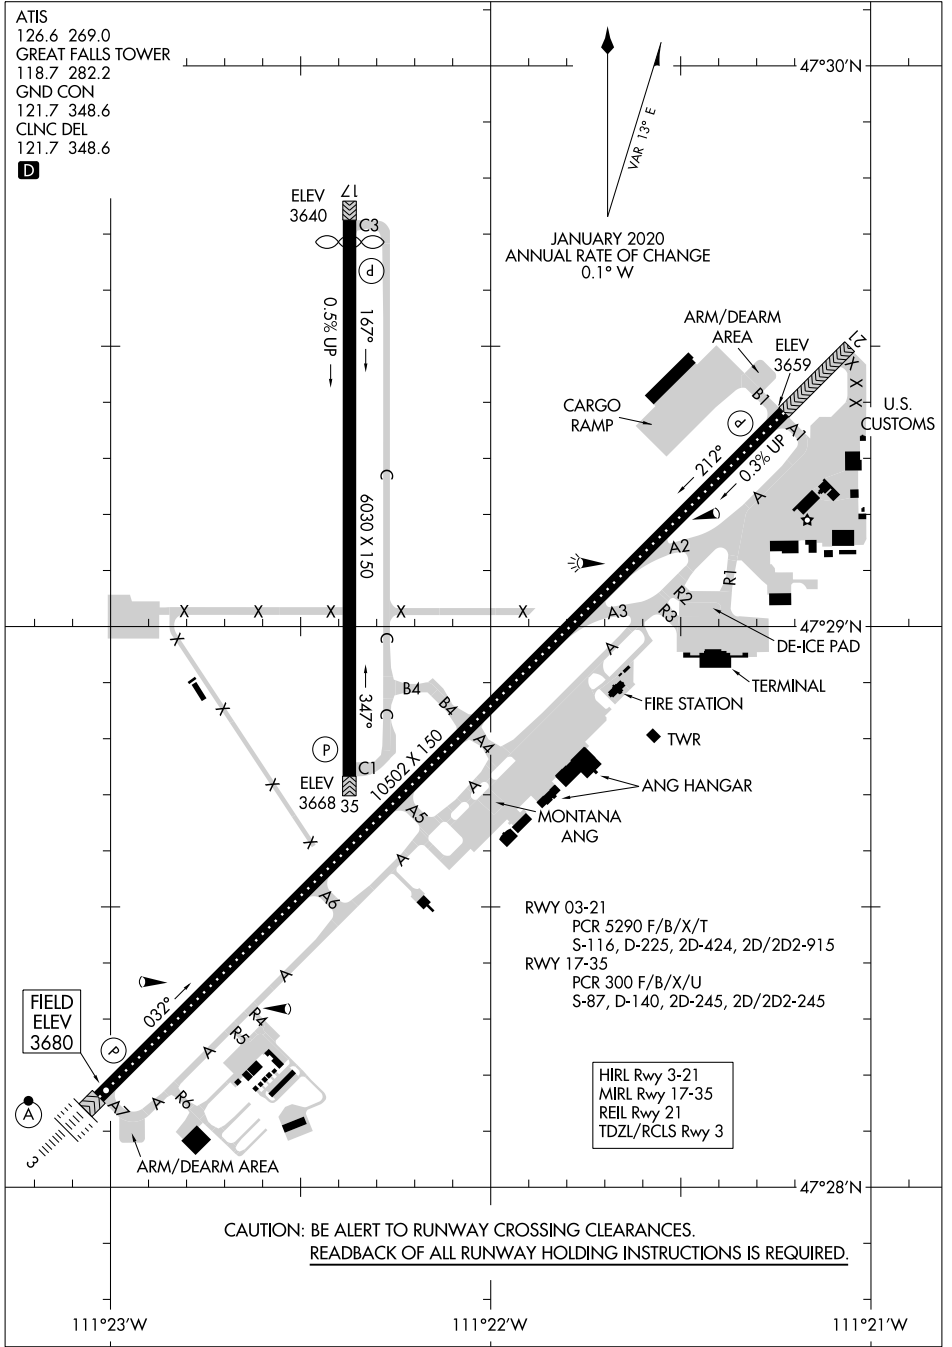 ATIS
126.6 269.0
GREAT FALLS TOWER
118.7 282.2
GND CON
121.7 348.6
CLNC DEL
121.7 348.6
D
47°30'N
VAR 13° E
JANUARY 2020
ANNUAL RATE OF CHANGE
0.1° W
ELEV
3640
17
C3
P
0.5% UP
167°
C
6030 X 150
C
347°
C
P
C1
ELEV
3668
35
ARM/DEARM
AREA
ELEV
3659
21
X
X
X
U.S.
CUSTOMS
CARGO
RAMP
B1
P
A1
212°
0.3% UP
A
A2
R1
R2
R3
A3
A
X
X
X
X
X
X
X
X
X
47°29'N
DE-ICE PAD
TERMINAL
FIRE STATION
TWR
ANG HANGAR
MONTANA
ANG
B4
B4
A4
A
10502 X 150
A5
A
A6
A
032°
R4
R5
A
R6
A
A7
P
FIELD
ELEV
3680
A
3
ARM/DEARM AREA
RWY 03-21
PCR 5290 F/B/X/T
S-116, D-225, 2D-424, 2D/2D2-915
RWY 17-35
PCR 300 F/B/X/U
S-87, D-140, 2D-245, 2D/2D2-245
HIRL Rwy 3-21
MIRL Rwy 17-35
REIL Rwy 21
TDZL/RCLS Rwy 3
47°28'N
CAUTION: BE ALERT TO RUNWAY CROSSING CLEARANCES.
READBACK OF ALL RUNWAY HOLDING INSTRUCTIONS IS REQUIRED.
111°23'W
111°22'W
111°21'W